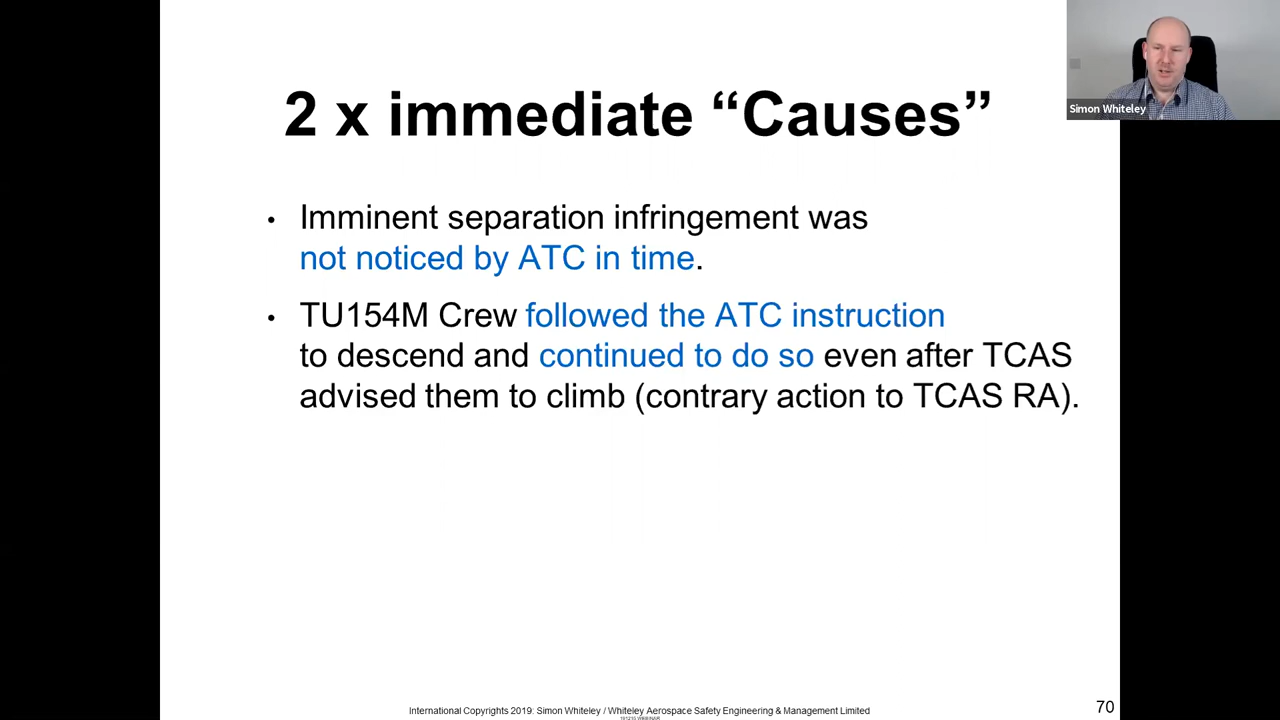 2 x immediate “Causes”
Simon Whiteley
• Imminent separation infringement was
not noticed by ATC in time.
• TU154M Crew followed the ATC instruction
to descend and continued to do so even after TCAS
advised them to climb (contrary action to TCAS RA).
International Copyrights 2019: Simon Whiteley / Whiteley Aerospace Safety Engineering & Management Limited
70